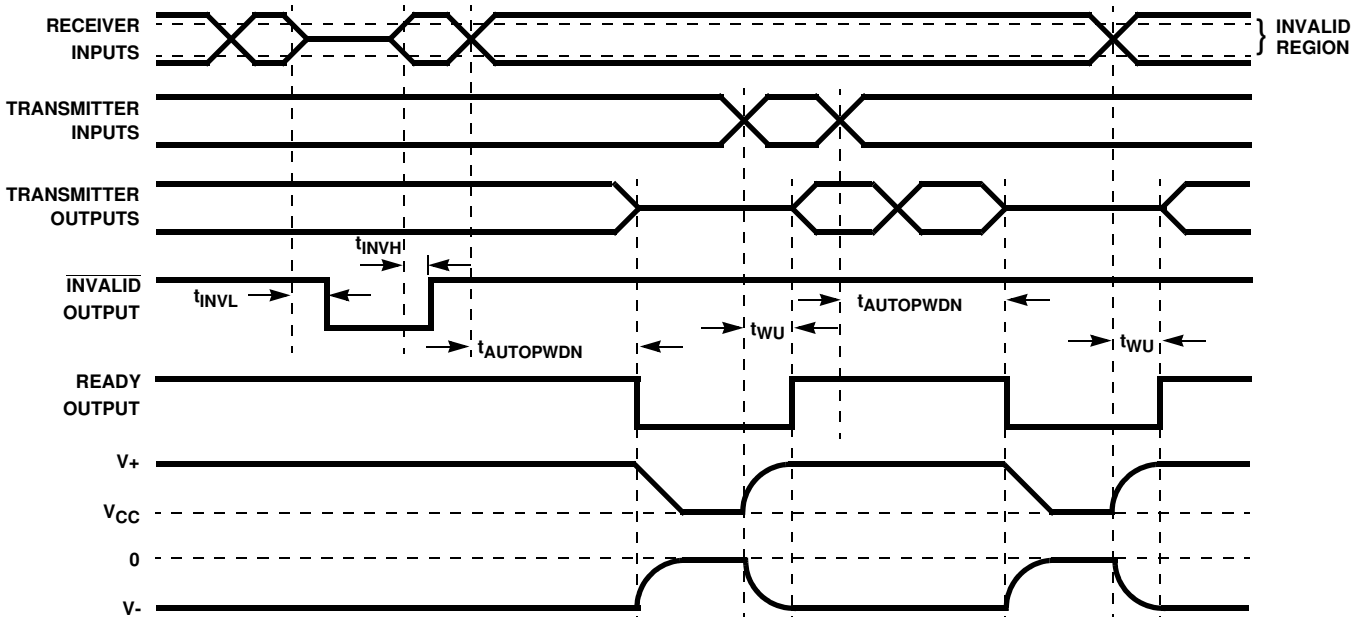 RECEIVER
INPUTS
} INVALID
REGION
TRANSMITTER
INPUTS
TRANSMITTER
OUTPUTS
tINVH
INVALID
OUTPUT
tINVL
tAUTOPWDN
tWU
tAUTOPWDN
tWU
READY
OUTPUT
V+
VCC
0
V-